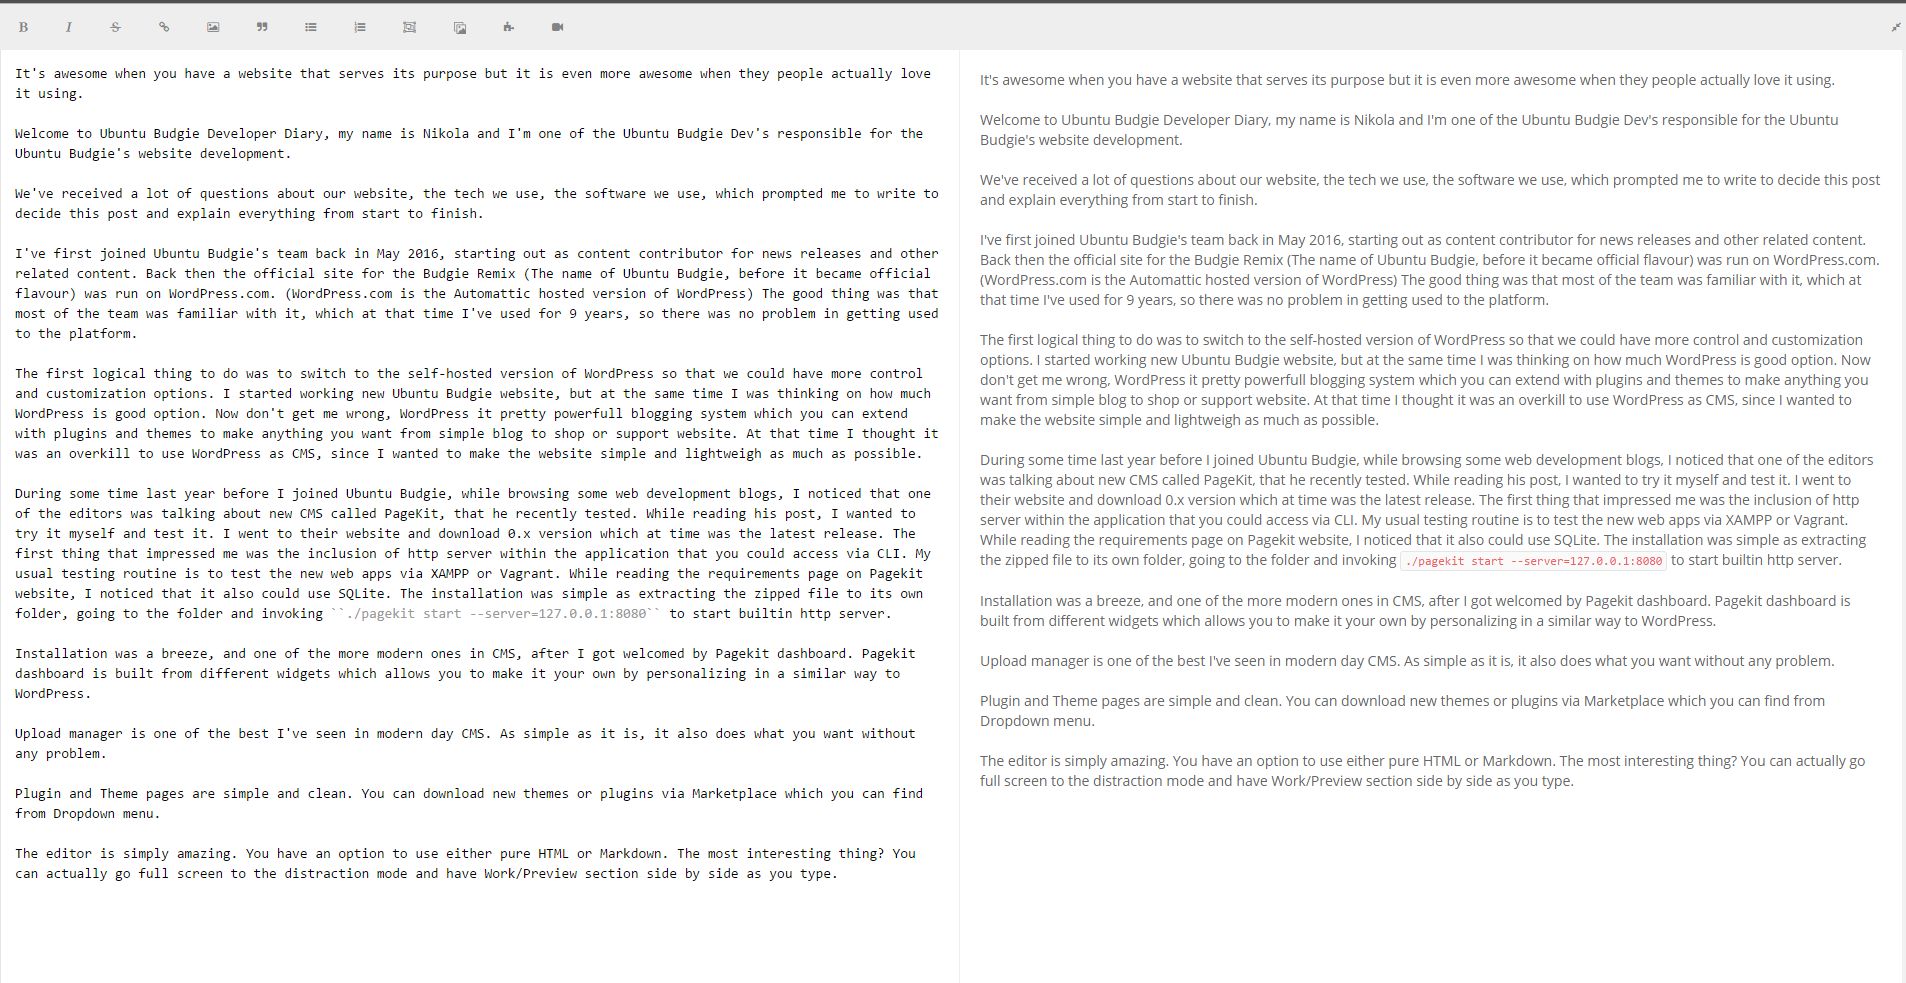 B I S
It's awesome when you have a website that serves its purpose but it is even more awesome when they people actually love
it using.
Welcome to Ubuntu Budgie Developer Diary, my name is Nikola and I'm one of the Ubuntu Budgie Dev's responsible for the
Ubuntu Budgie's website development.
We've received a lot of questions about our website, the tech we use, the software we use, which prompted me to write to
decide this post and explain everything from start to finish.
I've first joined Ubuntu Budgie's team back in May 2016, starting out as content contributor for news releases and other
related content. Back then the official site for the Budgie Remix (The name of Ubuntu Budgie, before it became official
flavour) was run on WordPress.com. (WordPress.com is the Automattic hosted version of WordPress) The good thing was that
most of the team was familiar with it, which at that time I've used for 9 years, so there was no problem in getting used
to the platform.
The first logical thing to do was to switch to the self-hosted version of WordPress so that we could have more control
and customization options. I started working new Ubuntu Budgie website, but at the same time I was thinking on how much
WordPress is good option. Now don't get me wrong, WordPress it pretty powerfull blogging system which you can extend
with plugins and themes to make anything you want from simple blog to shop or support website. At that time I thought it
was an overkill to use WordPress as CMS, since I wanted to make the website simple and lightweigh as much as possible.
During some time last year before I joined Ubuntu Budgie, while browsing some web development blogs, I noticed that one
of the editors was talking about new CMS called PageKit, that he recently tested. While reading his post, I wanted to
try it myself and test it. I went to their website and download 0.x version which at time was the latest release. The
first thing that impressed me was the inclusion of http server within the application that you could access via CLI. My
usual testing routine is to test the new web apps via XAMPP or Vagrant. While reading the requirements page on Pagekit
website, I noticed that it also could use SQLite. The installation was simple as extracting the zipped file to its own
folder, going to the folder and invoking ``./pagekit start --server=127.0.0.1:8080`` to start builtin http server.
Installation was a breeze, and one of the more modern ones in CMS, after I got welcomed by Pagekit dashboard. Pagekit
dashboard is built from different widgets which allows you to make it your own by personalizing in a similar way to
WordPress.
Upload manager is one of the best I've seen in modern day CMS. As simple as it is, it also does what you want without
any problem.
Plugin and Theme pages are simple and clean. You can download new themes or plugins via Marketplace which you can find
from Dropdown menu.
The editor is simply amazing. You have an option to use either pure HTML or Markdown. The most interesting thing? You
can actually go full screen to the distraction mode and have Work/Preview section side by side as you type.
It's awesome when you have a website that serves its purpose but it is even more awesome when they people actually love it using.
Welcome to Ubuntu Budgie Developer Diary, my name is Nikola and I'm one of the Ubuntu Budgie Dev's responsible for the Ubuntu
Budgie's website development.
We've received a lot of questions about our website, the tech we use, the software we use, which prompted me to write to decide this post
and explain everything from start to finish.
I've first joined Ubuntu Budgie's team back in May 2016, starting out as content contributor for news releases and other related content.
Back then the official site for the Budgie Remix (The name of Ubuntu Budgie, before it became official flavour) was run on WordPress.com.
(WordPress.com is the Automattic hosted version of WordPress) The good thing was that most of the team was familiar with it, which at
that time I've used for 9 years, so there was no problem in getting used to the platform.
The first logical thing to do was to switch to the self-hosted version of WordPress so that we could have more control and customization
options. I started working new Ubuntu Budgie website, but at the same time I was thinking on how much WordPress is good option. Now
don't get me wrong, WordPress it pretty powerfull blogging system which you can extend with plugins and themes to make anything you
want from simple blog to shop or support website. At that time I thought it was an overkill to use WordPress as CMS, since I wanted to
make the website simple and lightweigh as much as possible.
During some time last year before I joined Ubuntu Budgie, while browsing some web development blogs, I noticed that one of the editors
was talking about new CMS called PageKit, that he recently tested. While reading his post, I wanted to try it myself and test it. I went to
their website and download 0.x version which at time was the latest release. The first thing that impressed me was the inclusion of http
server within the application that you could access via CLI. My usual testing routine is to test the new web apps via XAMPP or Vagrant.
While reading the requirements page on Pagekit website, I noticed that it also could use SQLite. The installation was simple as extracting
the zipped file to its own folder, going to the folder and invoking ./pagekit start --server=127.0.0.1:8080 to start builtin http server.
Installation was a breeze, and one of the more modern ones in CMS, after I got welcomed by Pagekit dashboard. Pagekit dashboard is
built from different widgets which allows you to make it your own by personalizing in a similar way to WordPress.
Upload manager is one of the best I've seen in modern day CMS. As simple as it is, it also does what you want without any problem.
Plugin and Theme pages are simple and clean. You can download new themes or plugins via Marketplace which you can find from
Dropdown menu.
The editor is simply amazing. You have an option to use either pure HTML or Markdown. The most interesting thing? You can actually go
full screen to the distraction mode and have Work/Preview section side by side as you type.